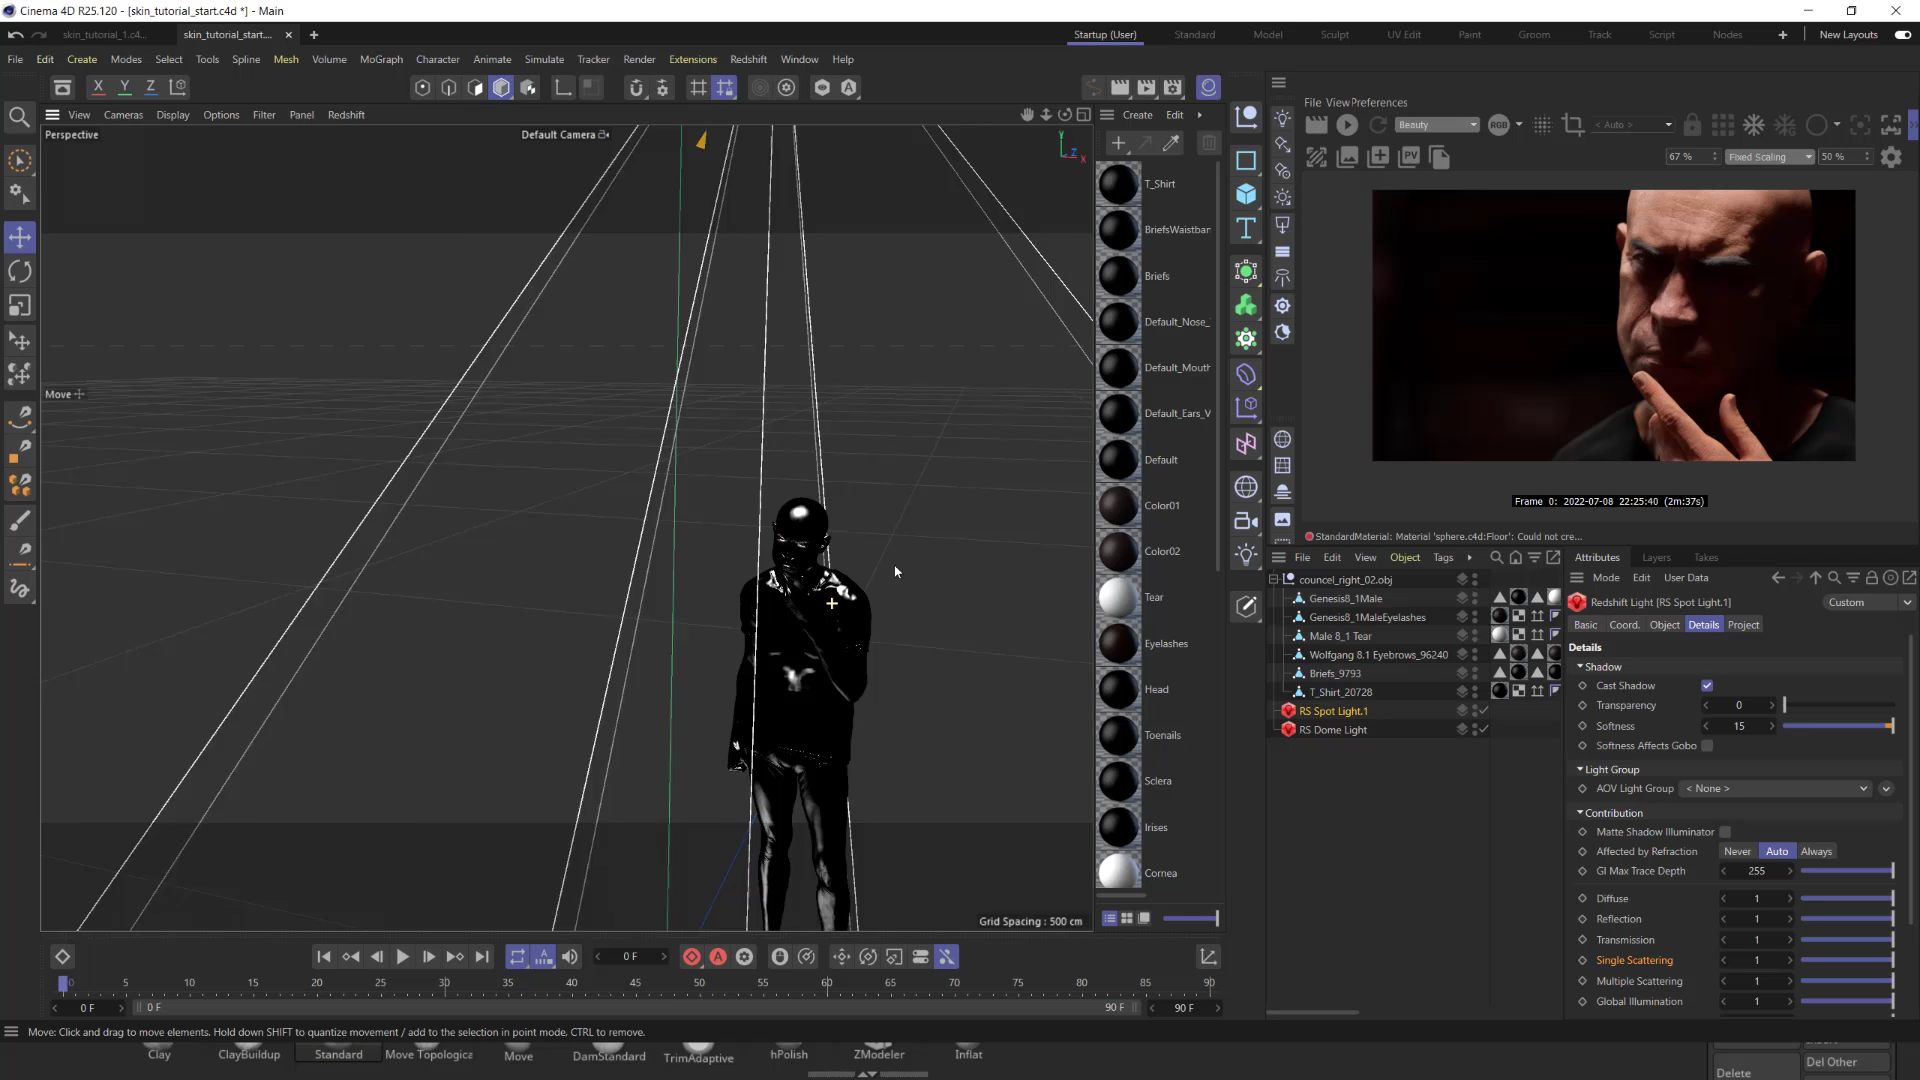 Cinema 4D R25.120 - [skin_tutorial_start.c4d *] - Main
skin_tutorial_1.c4...
skin_tutorial_start....
Startup (User)
Standard
Model
Sculpt
UV Edit
Paint
Groom
Track
Script
Nodes
New Layouts
File
Edit
Create
Modes
Select
Tools
Spline
Mesh
Volume
MoGraph
Character
Animate
Simulate
Tracker
Render
Extensions
Redshift
Window
Help
X
Y
Z
File View Preferences
View
Cameras
Display
Options
Filter
Panel
Redshift
Create
Edit
Beauty
RGB
< Auto >
Perspective
Default Camera
Y
Z
X
PV
67 %
Fixed Scaling
50 %
T_Shirt
BriefsWaistbar
Briefs
Default_Nose_
Default_Mouth
Default_Ears_V
Default
Color01
Color02
Tear
Eyelashes
Head
Toenails
Sclera
Irises
Cornea
Move
Grid Spacing : 500 cm
Frame 0: 2022-07-08 22:25:40 (2m:37s)
StandardMaterial: Material 'sphere.c4d:Floor': Could not cre...
File
Edit
View
Object
Tags
councel_right_02.obj
Genesis8_1Male
Genesis8_1MaleEyelashes
Male 8_1 Tear
Wolfgang 8.1 Eyebrows_96240
Briefs_9793
T_Shirt_20728
RS Spot Light.1
RS Dome Light
Attributes
Layers
Takes
Mode
Edit
User Data
Redshift Light [RS Spot Light.1]
Custom
Basic
Coord.
Object
Details
Project
Details
Shadow
Cast Shadow
Transparency
0
Softness
15
Softness Affects Gobo
Light Group
AOV Light Group
< None >
Contribution
Matte Shadow Illuminator
Affected by Refraction
Never
Auto
Always
GI Max Trace Depth
255
Diffuse
1
Reflection
1
Transmission
1
Single Scattering
1
Multiple Scattering
1
Global Illumination
1
0 F
0 5 10 15 20 25 30 35 40 45 50 55 60 65 70 75 80 85 90
0 F
0 F
90 F
90 F
Move: Click and drag to move elements. Hold down SHIFT to quantize movement / add to the selection in point mode, CTRL to remove.
Clay
ClayBuildup
Standard
Move Topologica
Move
DamStandard
TrimAdaptive
hPolish
ZModeler
Inflat
Delete
Del Other